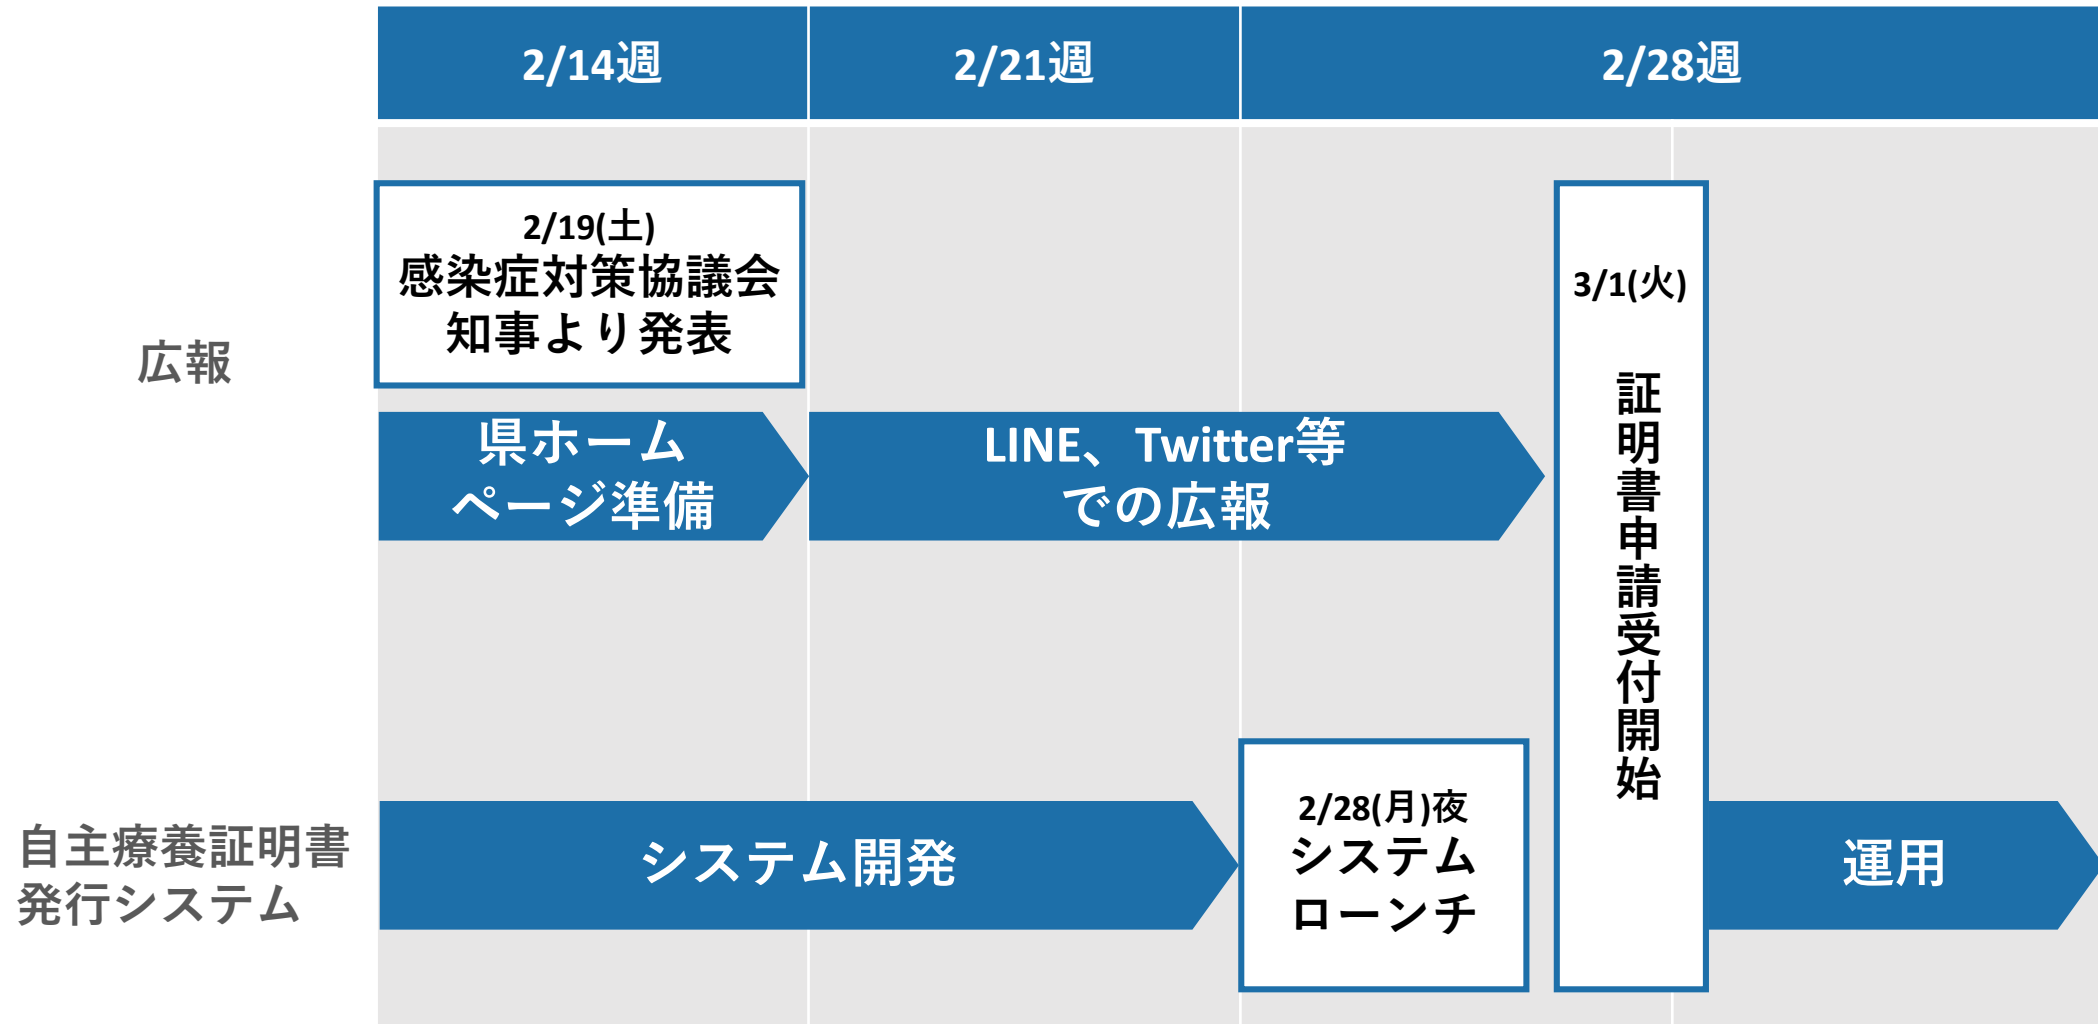 2/14週
2/21週
2/28週
広報
2/19(土)
感染症対策協議会
知事より発表
県ホーム
ページ準備
LINE、Twitter等
での広報
3/1(火)
証明書申請受付開始
自主療養証明書
発行システム
システム開発
2/28(月)夜
システム
ローンチ
運用